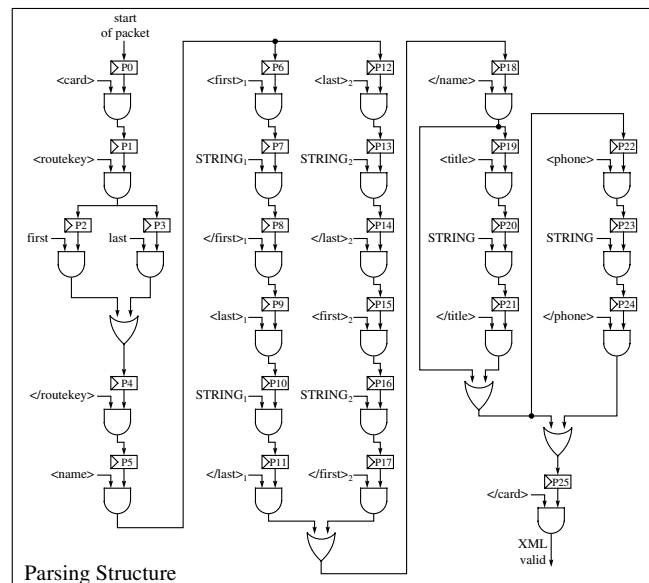 start
of packet
P0
<card>
P1
<routekey>
P2
P3
first
last
P4
</routekey>
P5
<name>
P6
<first>₁
P7
STRING₁
P8
</first>₁
P9
<last>₁
P10
STRING₁
P11
</last>₁
P12
<last>₂
P13
STRING₂
P14
</last>₂
P15
<first>₂
P16
STRING₂
P17
</first>₂
P18
</name>
P19
<title>
P20
STRING
P21
</title>
P22
<phone>
P23
STRING
P24
</phone>
P25
</card>
XML
valid
Parsing Structure